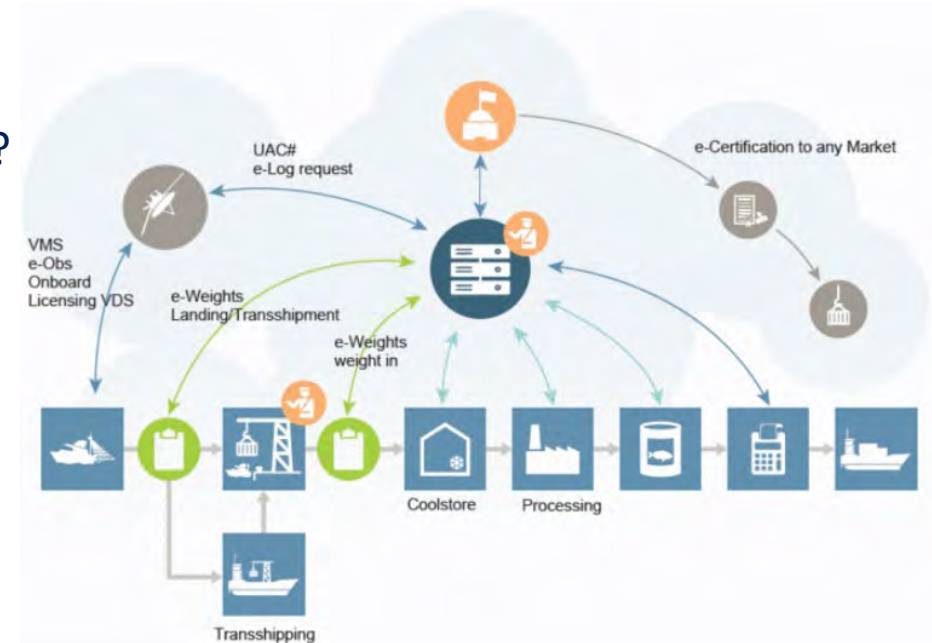 ?
UAC#
e-Log request
e-Certification to any Market
VMS
e-Obs
Onboard
Licensing VDS
e-Weights
Landing/Transshipment
e-Weights
weight in
Coolstore
Processing
Transshipping